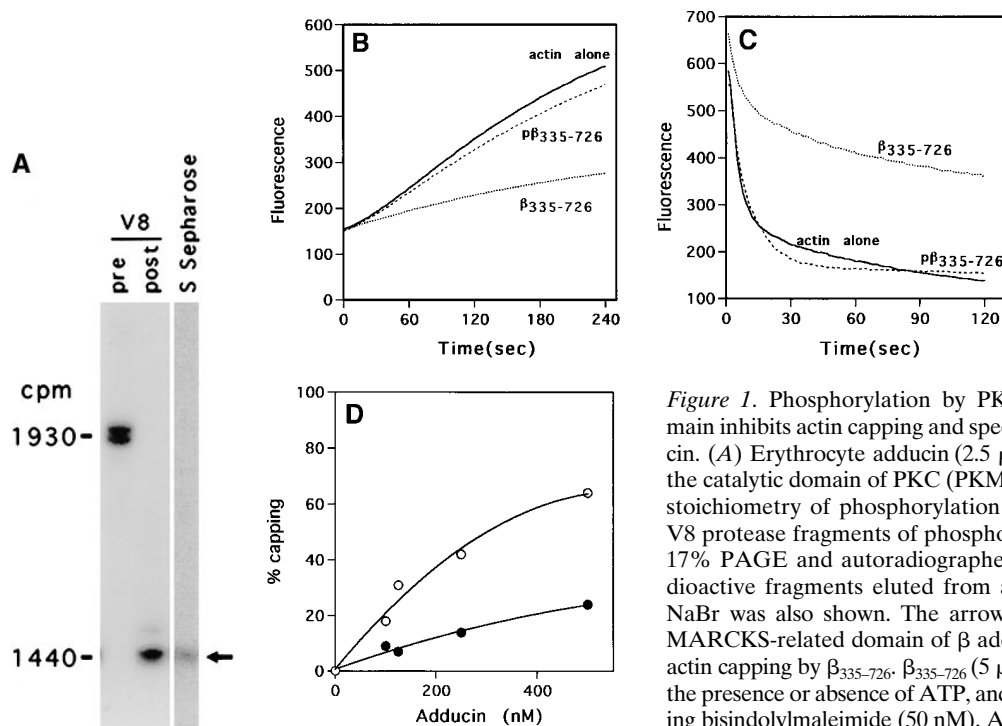 A
V8
pre
post
S Sepharose
cpm
1930
1440
B
600
500
400
300
200
100
0
Fluorescence
actin alone
pβ335-726
β335-726
0 60 120 180 240
Time(sec)
C
700
600
500
400
300
200
100
Fluorescence
β335-726
actin alone
pβ335-726
0 30 60 90 120
Time(sec)
D
100
80
60
40
20
0
% capping
0 200 400
Adducin (nM)
Figure 1. Phosphorylation by PK
main inhibits actin capping and spec
cin. (A) Erythrocyte adducin (2.5 μ
the catalytic domain of PKC (PKM
stoichiometry of phosphorylation
V8 protease fragments of phospho
17% PAGE and autoradiographe
dioactive fragments eluted from a
NaBr was also shown. The arrow
MARCKS-related domain of β add
actin capping by β335–726. β335–726 (5 μ
the presence or absence of ATP, and
ing bisindolylmaleimide (50 nM). A